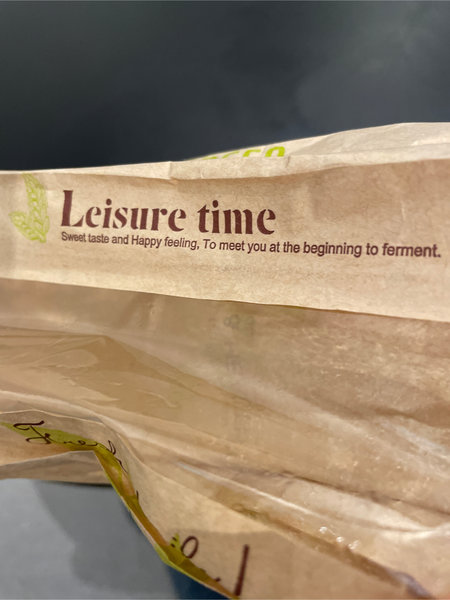 Leisure time
Sweet taste and Happy feeling, To meet you at the beginning to ferment.